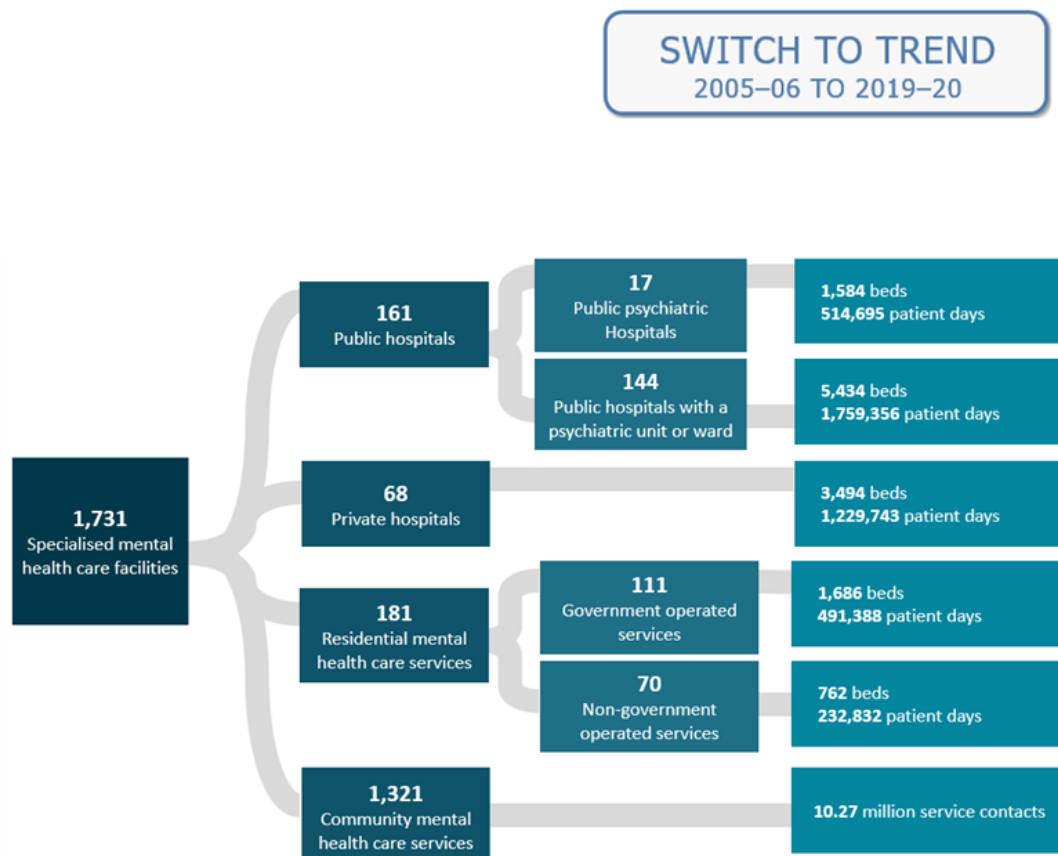 SWITCH TO TREND
2005–06 TO 2019–20
1,731
Specialised mental
health care facilities
161
Public hospitals
17
Public psychiatric
Hospitals
1,584 beds
514,695 patient days
144
Public hospitals with a
psychiatric unit or ward
5,434 beds
1,759,356 patient days
68
Private hospitals
3,494 beds
1,229,743 patient days
181
Residential mental
health care services
111
Government operated
services
1,686 beds
491,388 patient days
70
Non-government
operated services
762 beds
232,832 patient days
1,321
Community mental
health care services
10.27 million service contacts